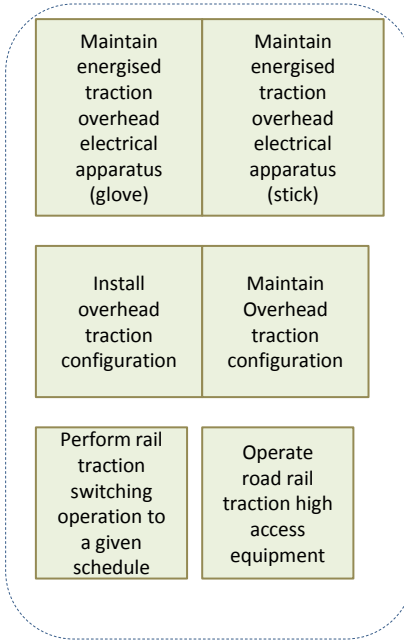 Maintain
energised
traction
overhead
electrical
apparatus
(glove)
Maintain
energised
traction
overhead
electrical
apparatus
(stick)
Install
overhead
traction
configuration
Maintain
Overhead
traction
configuration
Perform rail
traction
switching
operation to
a given
schedule
Operate
road rail
traction high
access
equipment